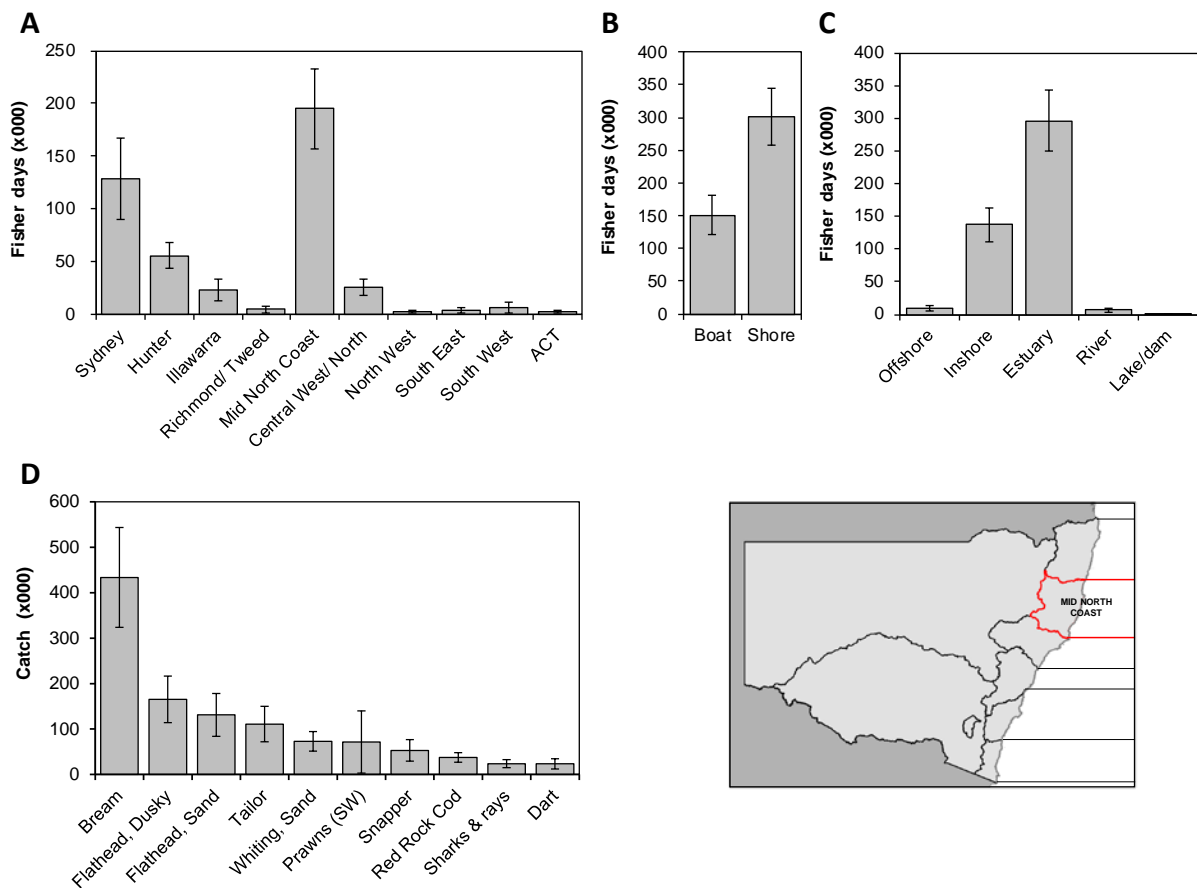 A
Fisher days (x000)
250
200
150
100
50
0
Sydney
Hunter
Illawarra
Richmond/ Tweed
Mid North Coast
Central West/ North
North West
South East
South West
ACT
B
Fisher days (x000)
400
350
300
250
200
150
100
50
0
Boat
Shore
C
Fisher days (x000)
400
350
300
250
200
150
100
50
0
Offshore
Inshore
Estuary
River
Lake/dam
D
Catch (x000)
600
500
400
300
200
100
0
Bream
Flathead, Dusky
Flathead, Sand
Tailor
Whiting, Sand
Prawns (SW)
Snapper
Red Rock Cod
Sharks & rays
Dart
MID NORTH
COAST